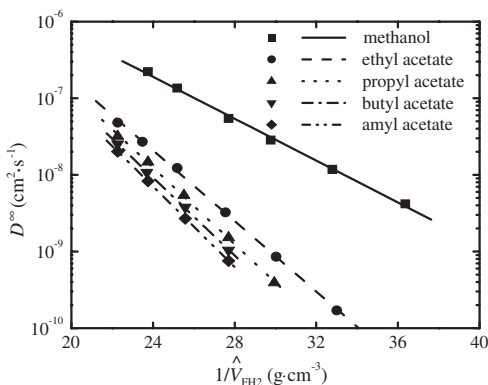 10⁻⁶
methanol
ethyl acetate
propyl acetate
butyl acetate
amyl acetate
10⁻⁷
10⁻⁸
10⁻⁹
10⁻¹⁰
D∞(cm²·s⁻¹)
20 24 28 32 36 40
1/V̂FH2 (g·cm⁻³)